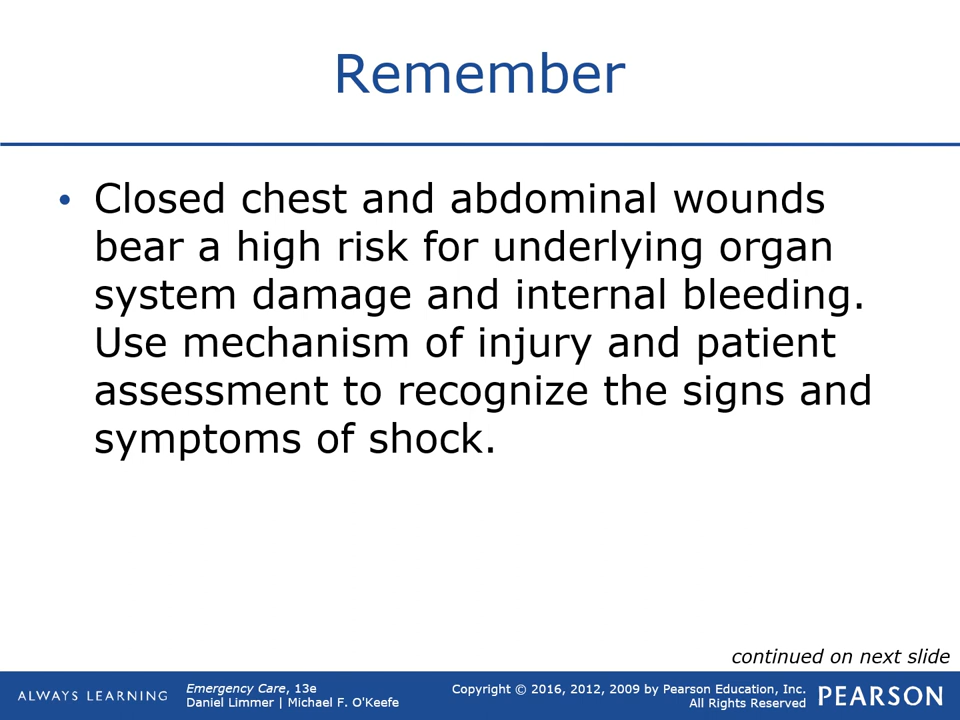 Remember
• Closed chest and abdominal wounds
bear a high risk for underlying organ
system damage and internal bleeding.
Use mechanism of injury and patient
assessment to recognize the signs and
symptoms of shock.
continued on next slide
ALWAYS LEARNING
Emergency Care, 13e
Daniel Limmer | Michael F. O'Keefe
Copyright © 2016, 2012, 2009 by Pearson Education, Inc.
All Rights Reserved
PEARSON